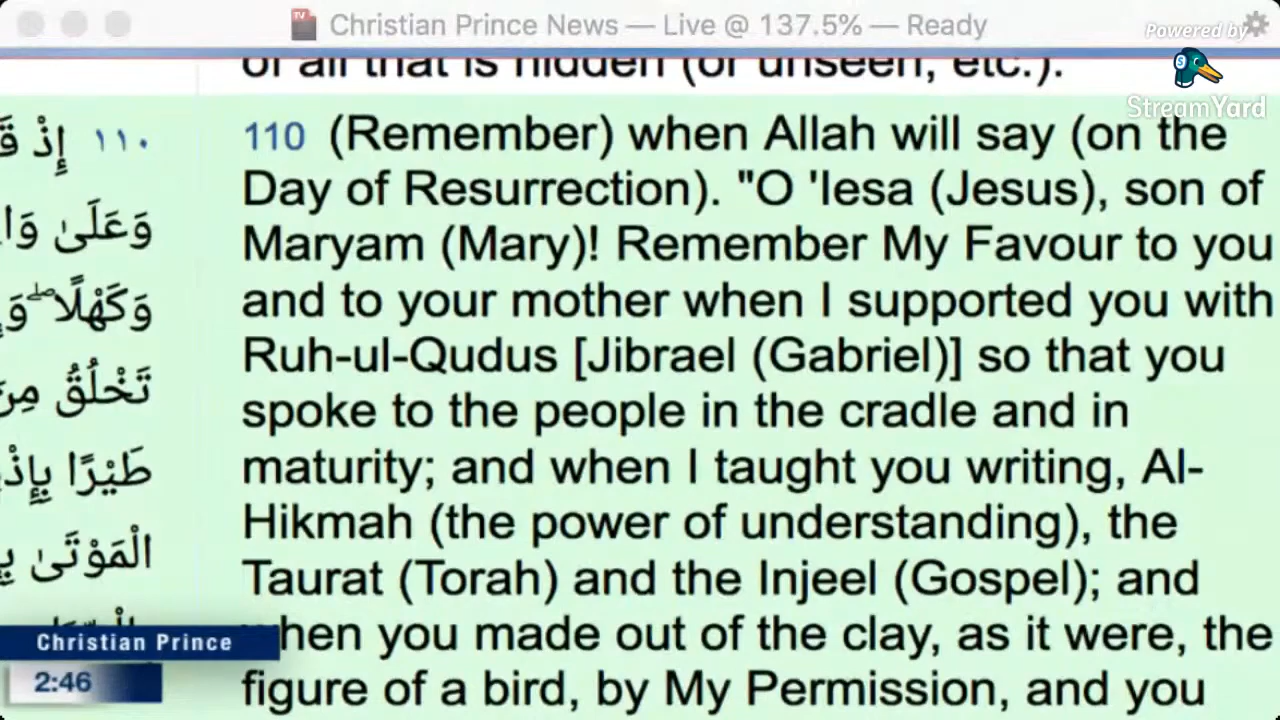 Christian Prince News — Live @ 137.5% — Ready
Powered by
StreamYard
of all that is hidden (or unseen, etc.).
110 (Remember) when Allah will say (on the
Day of Resurrection). "O 'Iesa (Jesus), son of
Maryam (Mary)! Remember My Favour to you
and to your mother when I supported you with
Ruh-ul-Qudus [Jibrael (Gabriel)] so that you
spoke to the people in the cradle and in
maturity; and when I taught you writing, Al-
Hikmah (the power of understanding), the
Taurat (Torah) and the Injeel (Gospel); and
when you made out of the clay, as it were, the
figure of a bird, by My Permission, and you
١١٠ إِذْ
وَعَلَىٰ
وَكَهْلًا ۖ
تَخْلُقُ مِنَ
طَيْرًا
الْمَوْتَىٰ
Christian Prince
2:46